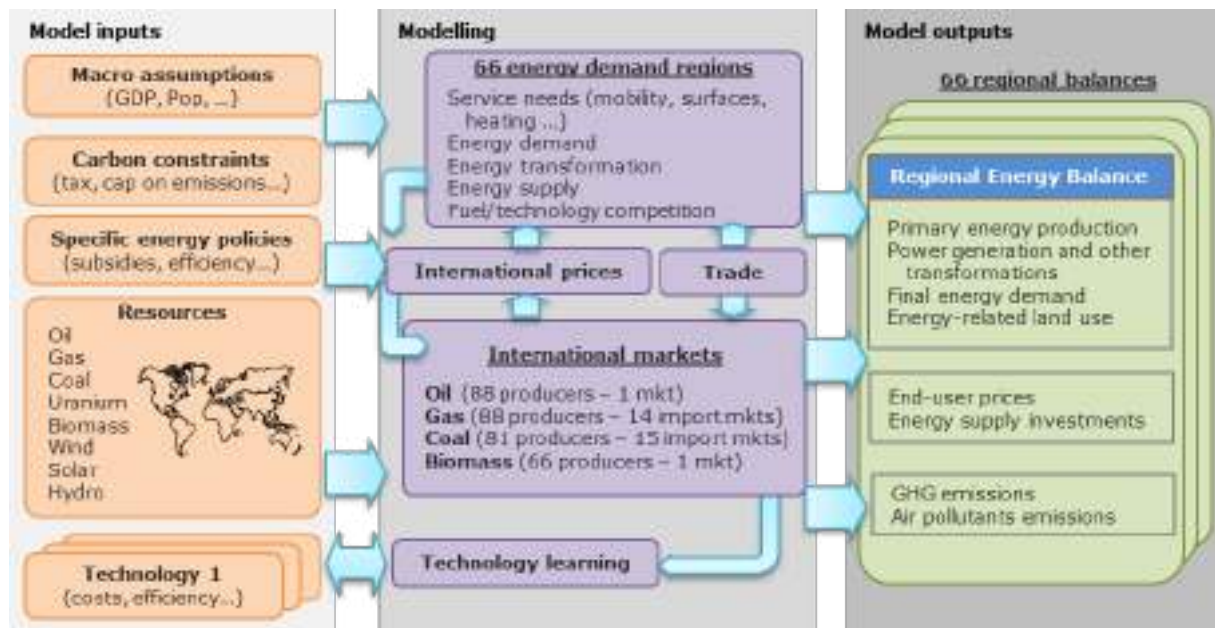 Model inputs
Macro assumptions
(GDP, Pop, ...)
Carbon constraints
(tax, cap on emissions...)
Specific energy policies
(subsidies, efficiency...)
Resources
Oil
Gas
Coal
Uranium
Biomass
Wind
Solar
Hydro
Technology 1
(costs, efficiency...)
Modelling
66 energy demand regions
Service needs (mobility, surfaces,
heating ...)
Energy demand
Energy transformation
Energy supply
Fuel/technology competition
International prices
Trade
International markets
Oil (88 producers – 1 mkt)
Gas (88 producers – 14 import mkts)
Coal (81 producers – 15 import mkts)
Biomass (66 producers – 1 mkt)
Technology learning
Model outputs
66 regional balances
Regional Energy Balance
Primary energy production
Power generation and other
transformations
Final energy demand
Energy-related land use
End-user prices
Energy supply investments
GHG emissions
Air pollutants emissions